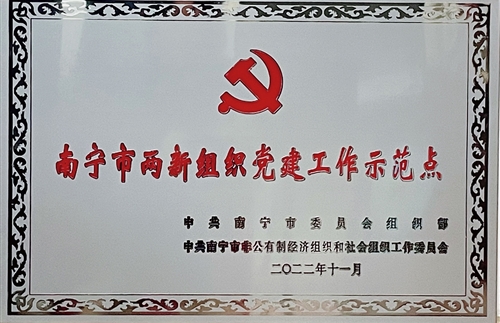 南宁市两新组织党建工作示范点
中共南宁市委员会组织部
中共南宁市非公有制经济组织和社会组织工作委员会
二〇二二年十一月